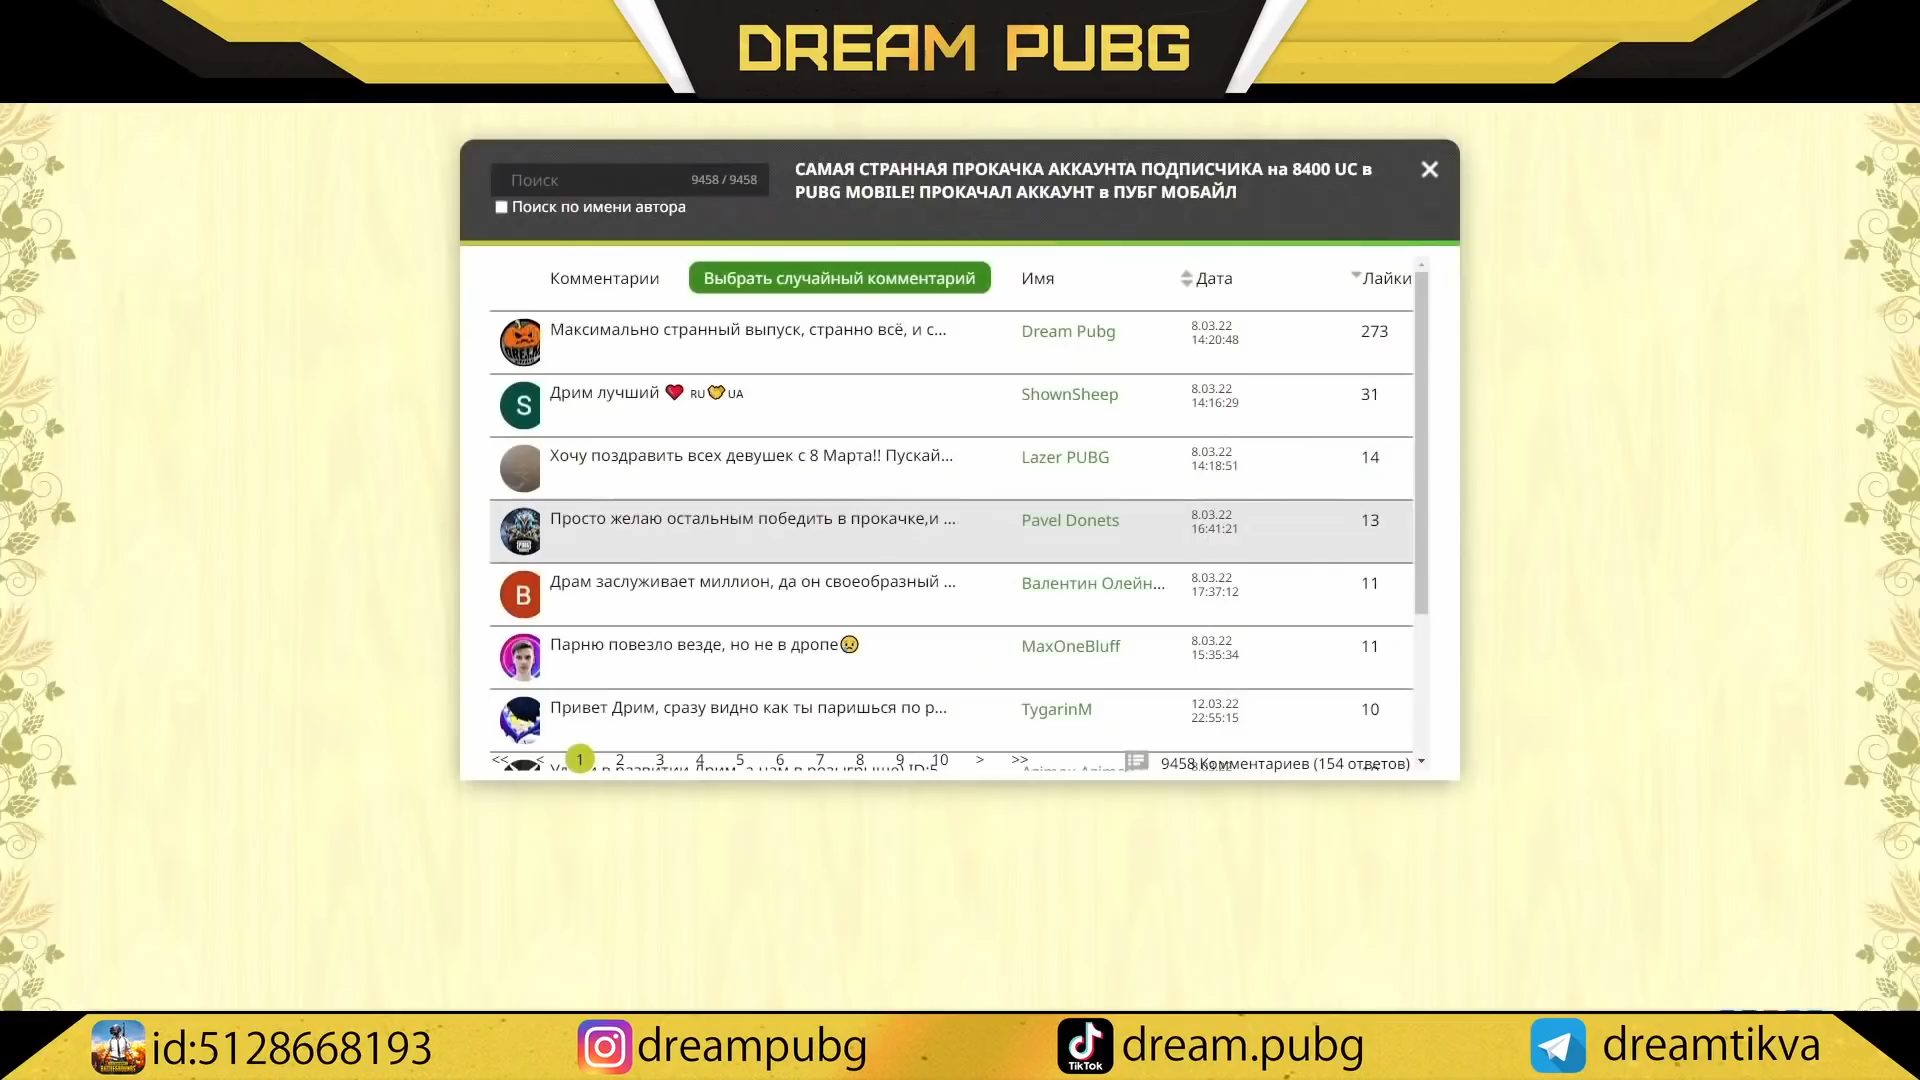 DREAM PUBG
Поиск 9458 / 9458
Поиск по имени автора
САМАЯ СТРАННАЯ ПРОКАЧКА АККАУНТА ПОДПИСЧИКА на 8400 UC в
PUBG MOBILE! ПРОКАЧАЛ АККАУНТ в ПУБГ МОБАЙЛ
Комментарии Выбрать случайный комментарий Имя Дата Лайки
Максимально странный выпуск, странно всё, и с... Dream Pubg 8.03.22 14:20:48 273
Дрим лучший ❤ RU UA ShownSheep 8.03.22 14:16:29 31
Хочу поздравить всех девушек с 8 Марта!! Пускай... Lazer PUBG 8.03.22 14:18:51 14
Просто желаю остальным победить в прокачке,и ... Pavel Donets 8.03.22 16:41:21 13
Драм заслуживает миллион, да он своеобразный ... Валентин Олейн... 8.03.22 17:37:12 11
Парню повезло везде, но не в дропе😥 MaxOneBluff 8.03.22 15:35:34 11
Привет Дрим, сразу видно как ты паришься по р... TygarinM 12.03.22 22:55:15 10
<< < 1 2 3 4 5 6 7 8 9 10 > >> 9458 Комментариев (154 ответов)
id:5128668193 dreampubg dream.pubg dreamtikva
TikTok